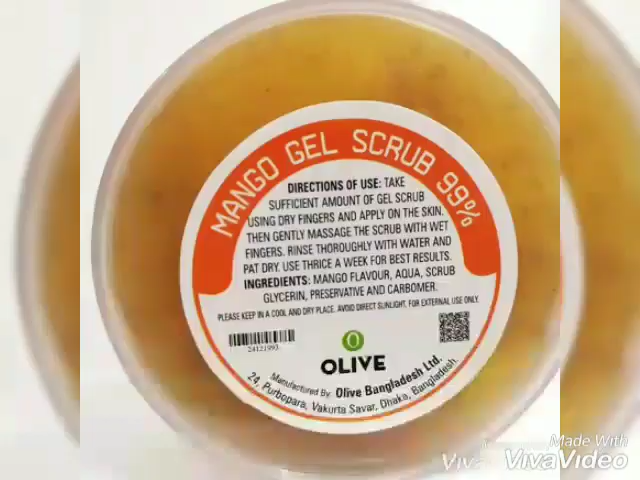 MANGO GEL SCRUB 99%
DIRECTIONS OF USE: TAKE
SUFFICIENT AMOUNT OF GEL SCRUB
USING DRY FINGERS AND APPLY ON THE SKIN.
THEN GENTLY MASSAGE THE SCRUB WITH WET
FINGERS. RINSE THOROUGHLY WITH WATER AND
PAT DRY. USE THRICE A WEEK FOR BEST RESULTS.
INGREDIENTS: MANGO FLAVOUR, AQUA, SCRUB
GLYCERIN, PRESERVATIVE AND CARBOMER.
PLEASE KEEP IN A COOL AND DRY PLACE. AVOID DIRECT SUNLIGHT. FOR EXTERNAL USE ONLY.
24121993
OLIVE
Manufactured By: Olive Bangladesh Ltd.
24, Purbopara, Vakurta Savar, Dhaka, Bangladesh.
Made With
VivaVideo